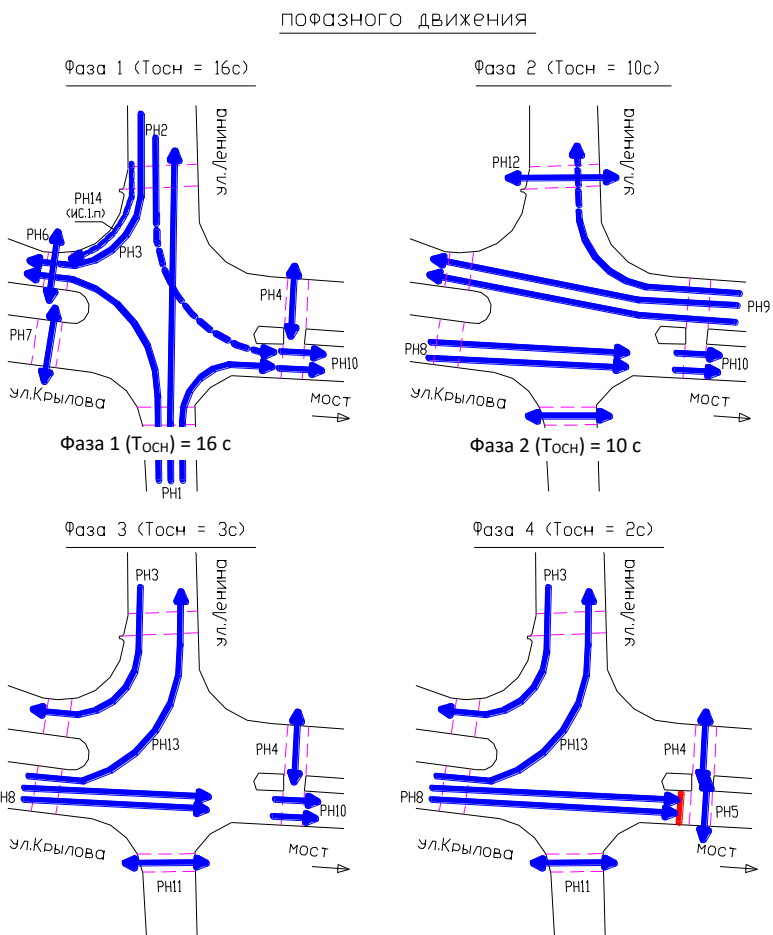 пофазного движения
Фаза 1 (Тосн = 16с)
РН2
ул.Ленина
РН14
(ИС.1.п)
РН3
РН6
РН4
РН7
РН10
ул.Крылова
мост
Фаза 1 (Tосн) = 16 с
РН1
Фаза 2 (Тосн = 10с)
ул.Ленина
РН12
РН9
РН8
РН10
ул.Крылова
мост
Фаза 2 (Tосн) = 10 с
Фаза 3 (Тосн = 3с)
РН3
ул.Ленина
РН13
РН4
РН8
РН10
ул.Крылова
мост
РН11
Фаза 4 (Тосн = 2с)
РН3
ул.Ленина
РН13
РН4
РН8
РН5
ул.Крылова
мост
РН11